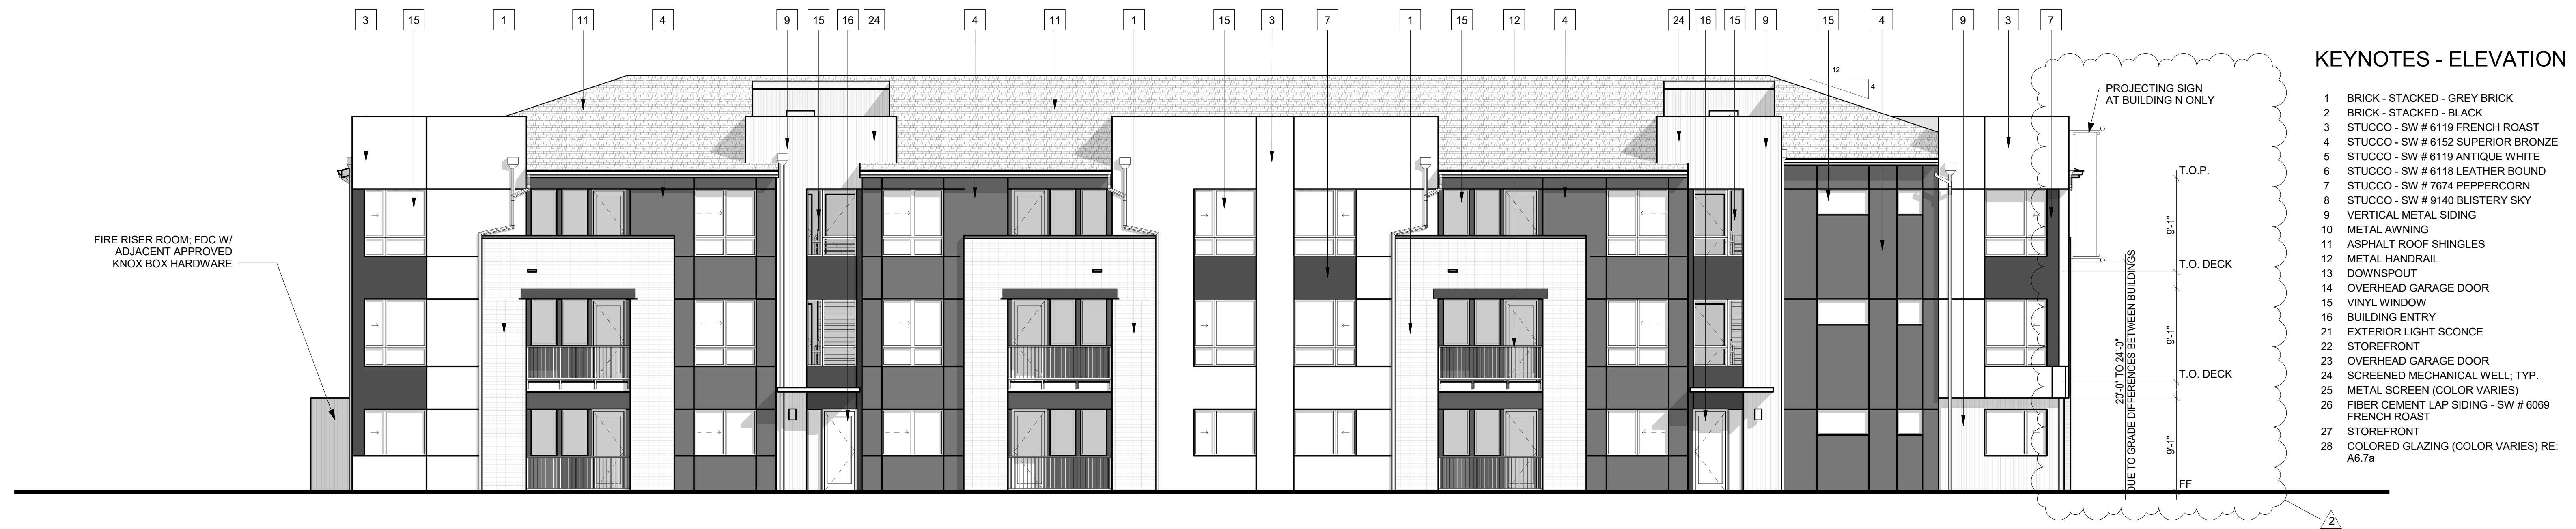 3 15 1 11 4 9 15 16 24 4 11 1 15 3 7 1 15 12 4 24 16 15 9 15 4 9 3 7
KEYNOTES - ELEVATION
1 BRICK - STACKED - GREY BRICK
2 BRICK - STACKED - BLACK
3 STUCCO - SW # 6119 FRENCH ROAST
4 STUCCO - SW # 6152 SUPERIOR BRONZE
5 STUCCO - SW # 6119 ANTIQUE WHITE
6 STUCCO - SW # 6118 LEATHER BOUND
7 STUCCO - SW # 7674 PEPPERCORN
8 STUCCO - SW # 9140 BLISTERY SKY
9 VERTICAL METAL SIDING
10 METAL AWNING
11 ASPHALT ROOF SHINGLES
12 METAL HANDRAIL
13 DOWNSPOUT
14 OVERHEAD GARAGE DOOR
15 VINYL WINDOW
16 BUILDING ENTRY
21 EXTERIOR LIGHT SCONCE
22 STOREFRONT
23 OVERHEAD GARAGE DOOR
24 SCREENED MECHANICAL WELL; TYP.
25 METAL SCREEN (COLOR VARIES)
26 FIBER CEMENT LAP SIDING - SW # 6069
FRENCH ROAST
27 STOREFRONT
28 COLORED GLAZING (COLOR VARIES) RE:
A6.7a
12
4
PROJECTING SIGN
AT BUILDING N ONLY
FIRE RISER ROOM; FDC W/
ADJACENT APPROVED
KNOX BOX HARDWARE
T.O.P.
9'-1"
T.O. DECK
9'-1"
T.O. DECK
9'-1"
FF
20'-0" TO 24'-0"
DUE TO GRADE DIFFERENCES BETWEEN BUILDINGS
2